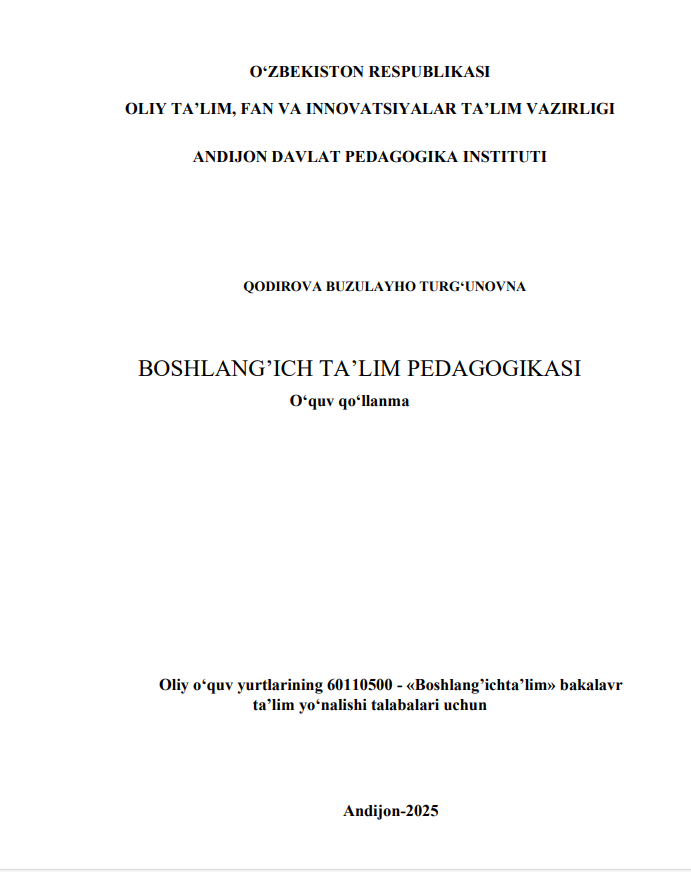 O‘ZBEKISTON RESPUBLIKASI
OLIY TA’LIM, FAN VA INNOVATSIYALAR TA’LIM VAZIRLIGI
ANDIJON DAVLAT PEDAGOGIKA INSTITUTI
QODIROVA BUZULAYHO TURG‘UNOVNA
BOSHLANG’ICH TA’LIM PEDAGOGIKASI
O‘quv qo‘llanma
Oliy o‘quv yurtlarining 60110500 - «Boshlang’ichta’lim» bakalavr
ta’lim yo‘nalishi talabalari uchun
Andijon-2025